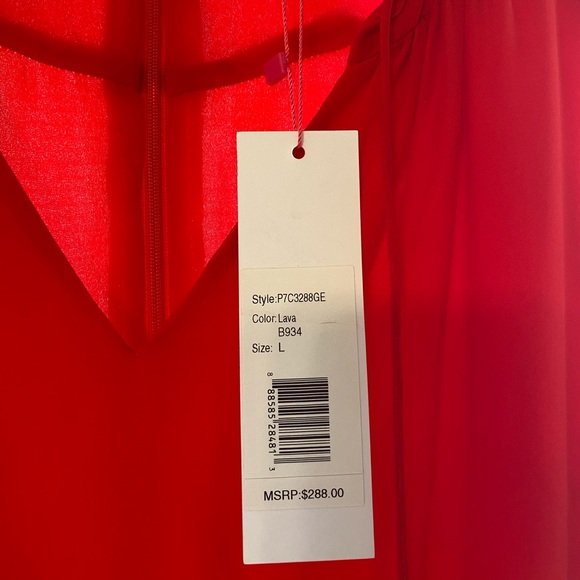 Style:P7C3288GE
Color:Lava
B934
Size: L
8 88585 28481 3
MSRP:$288.00